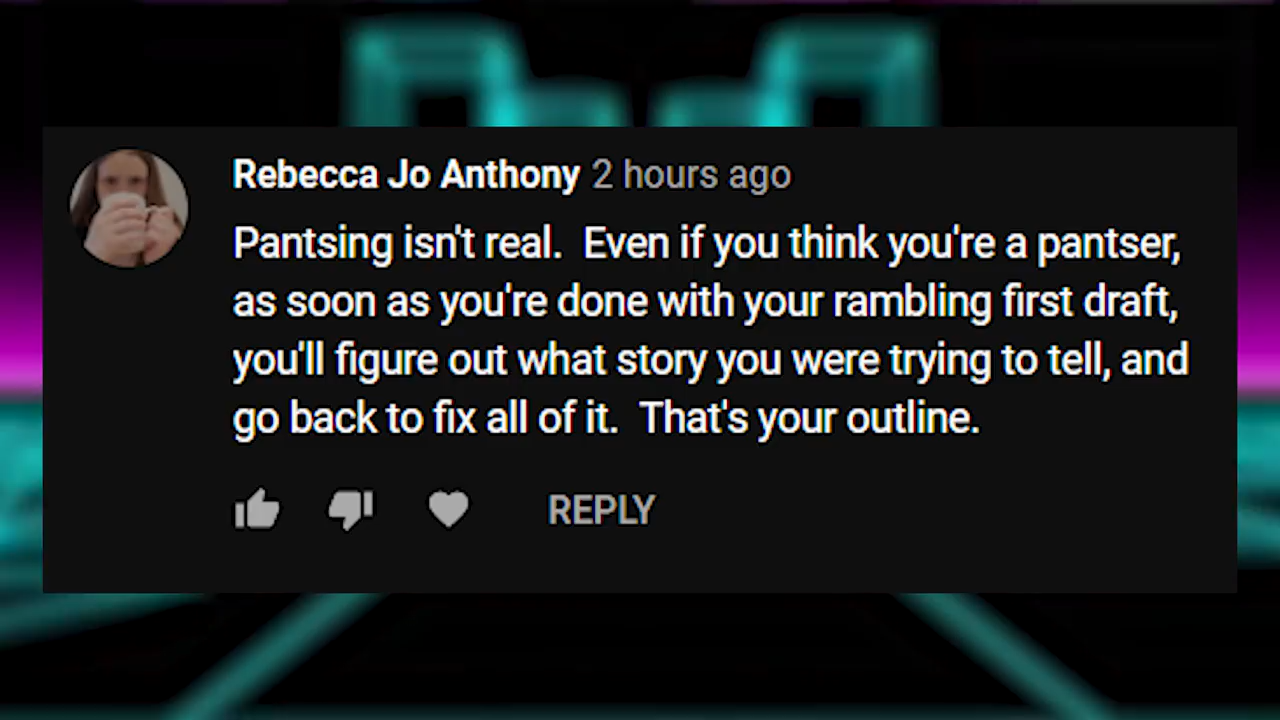 Rebecca Jo Anthony 2 hours ago
Pantsing isn't real.  Even if you think you're a pantser,
as soon as you're done with your rambling first draft,
you'll figure out what story you were trying to tell, and
go back to fix all of it.  That's your outline.
REPLY